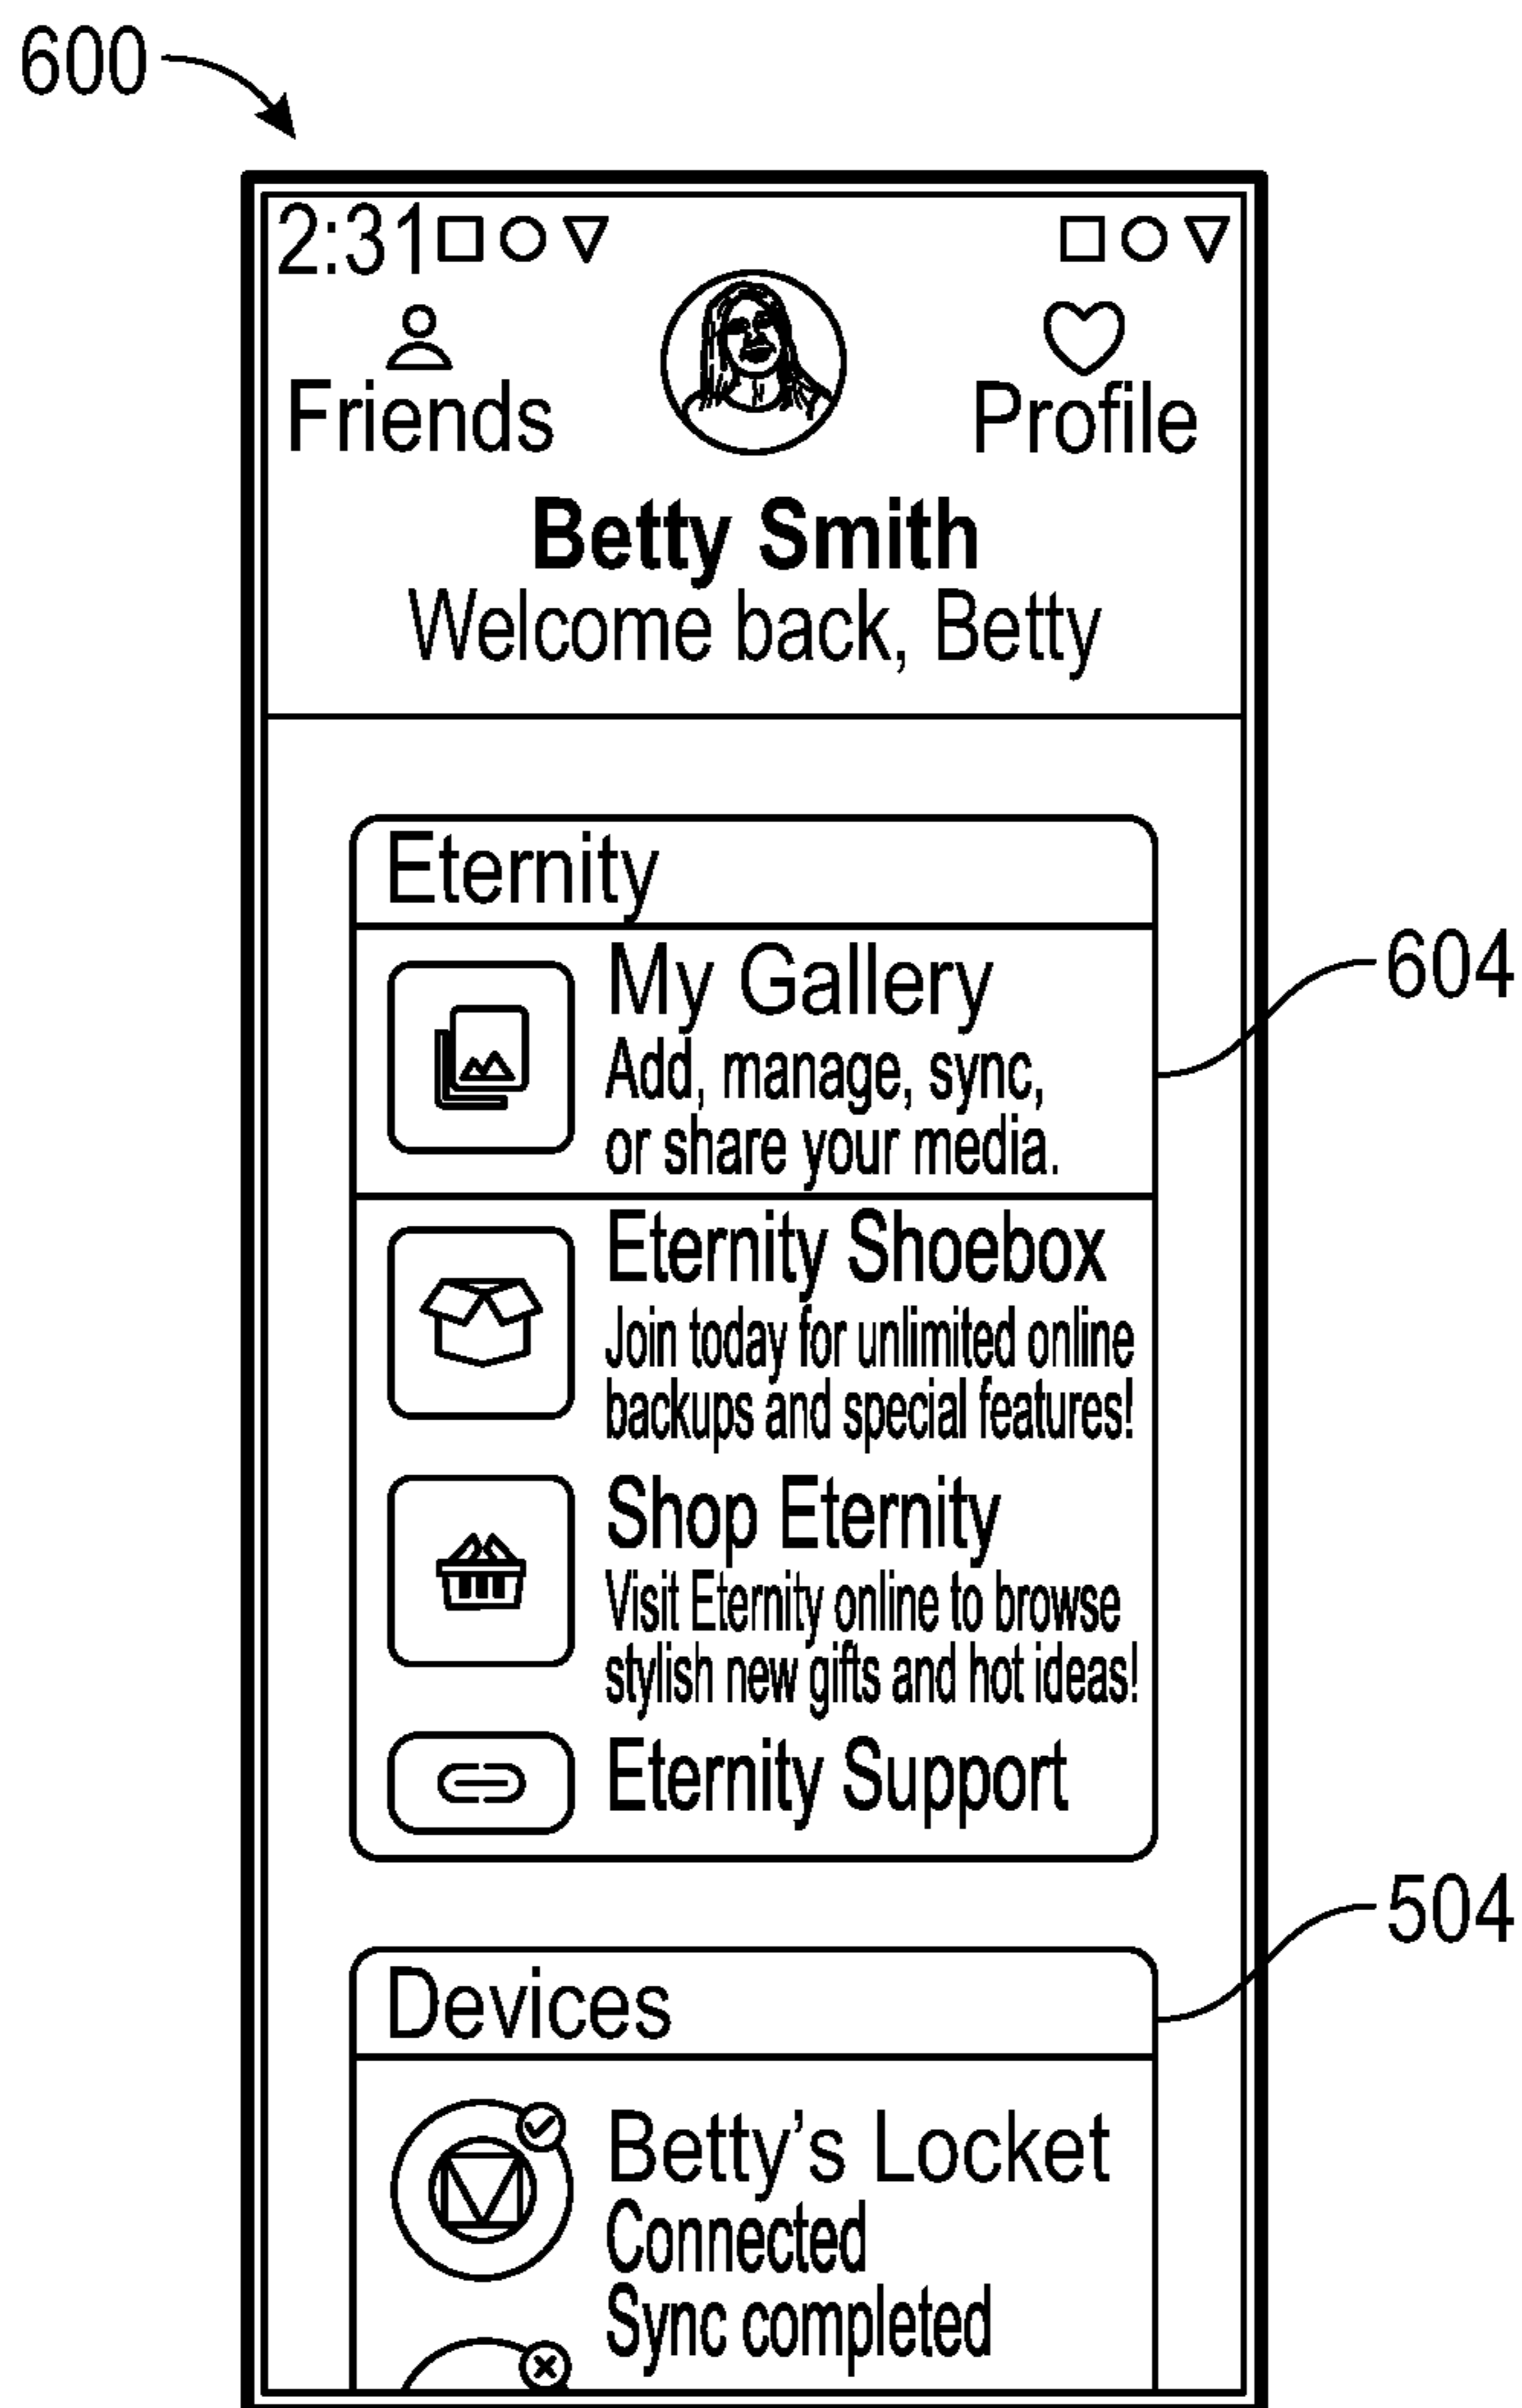 600
2:31
Friends
Profile
Betty Smith
Welcome back, Betty
Eternity
My Gallery
Add, manage, sync,
or share your media.
604
Eternity Shoebox
Join today for unlimited online
backups and special features!
Shop Eternity
Visit Eternity online to browse
stylish new gifts and hot ideas!
Eternity Support
504
Devices
Betty's Locket
Connected
Sync completed